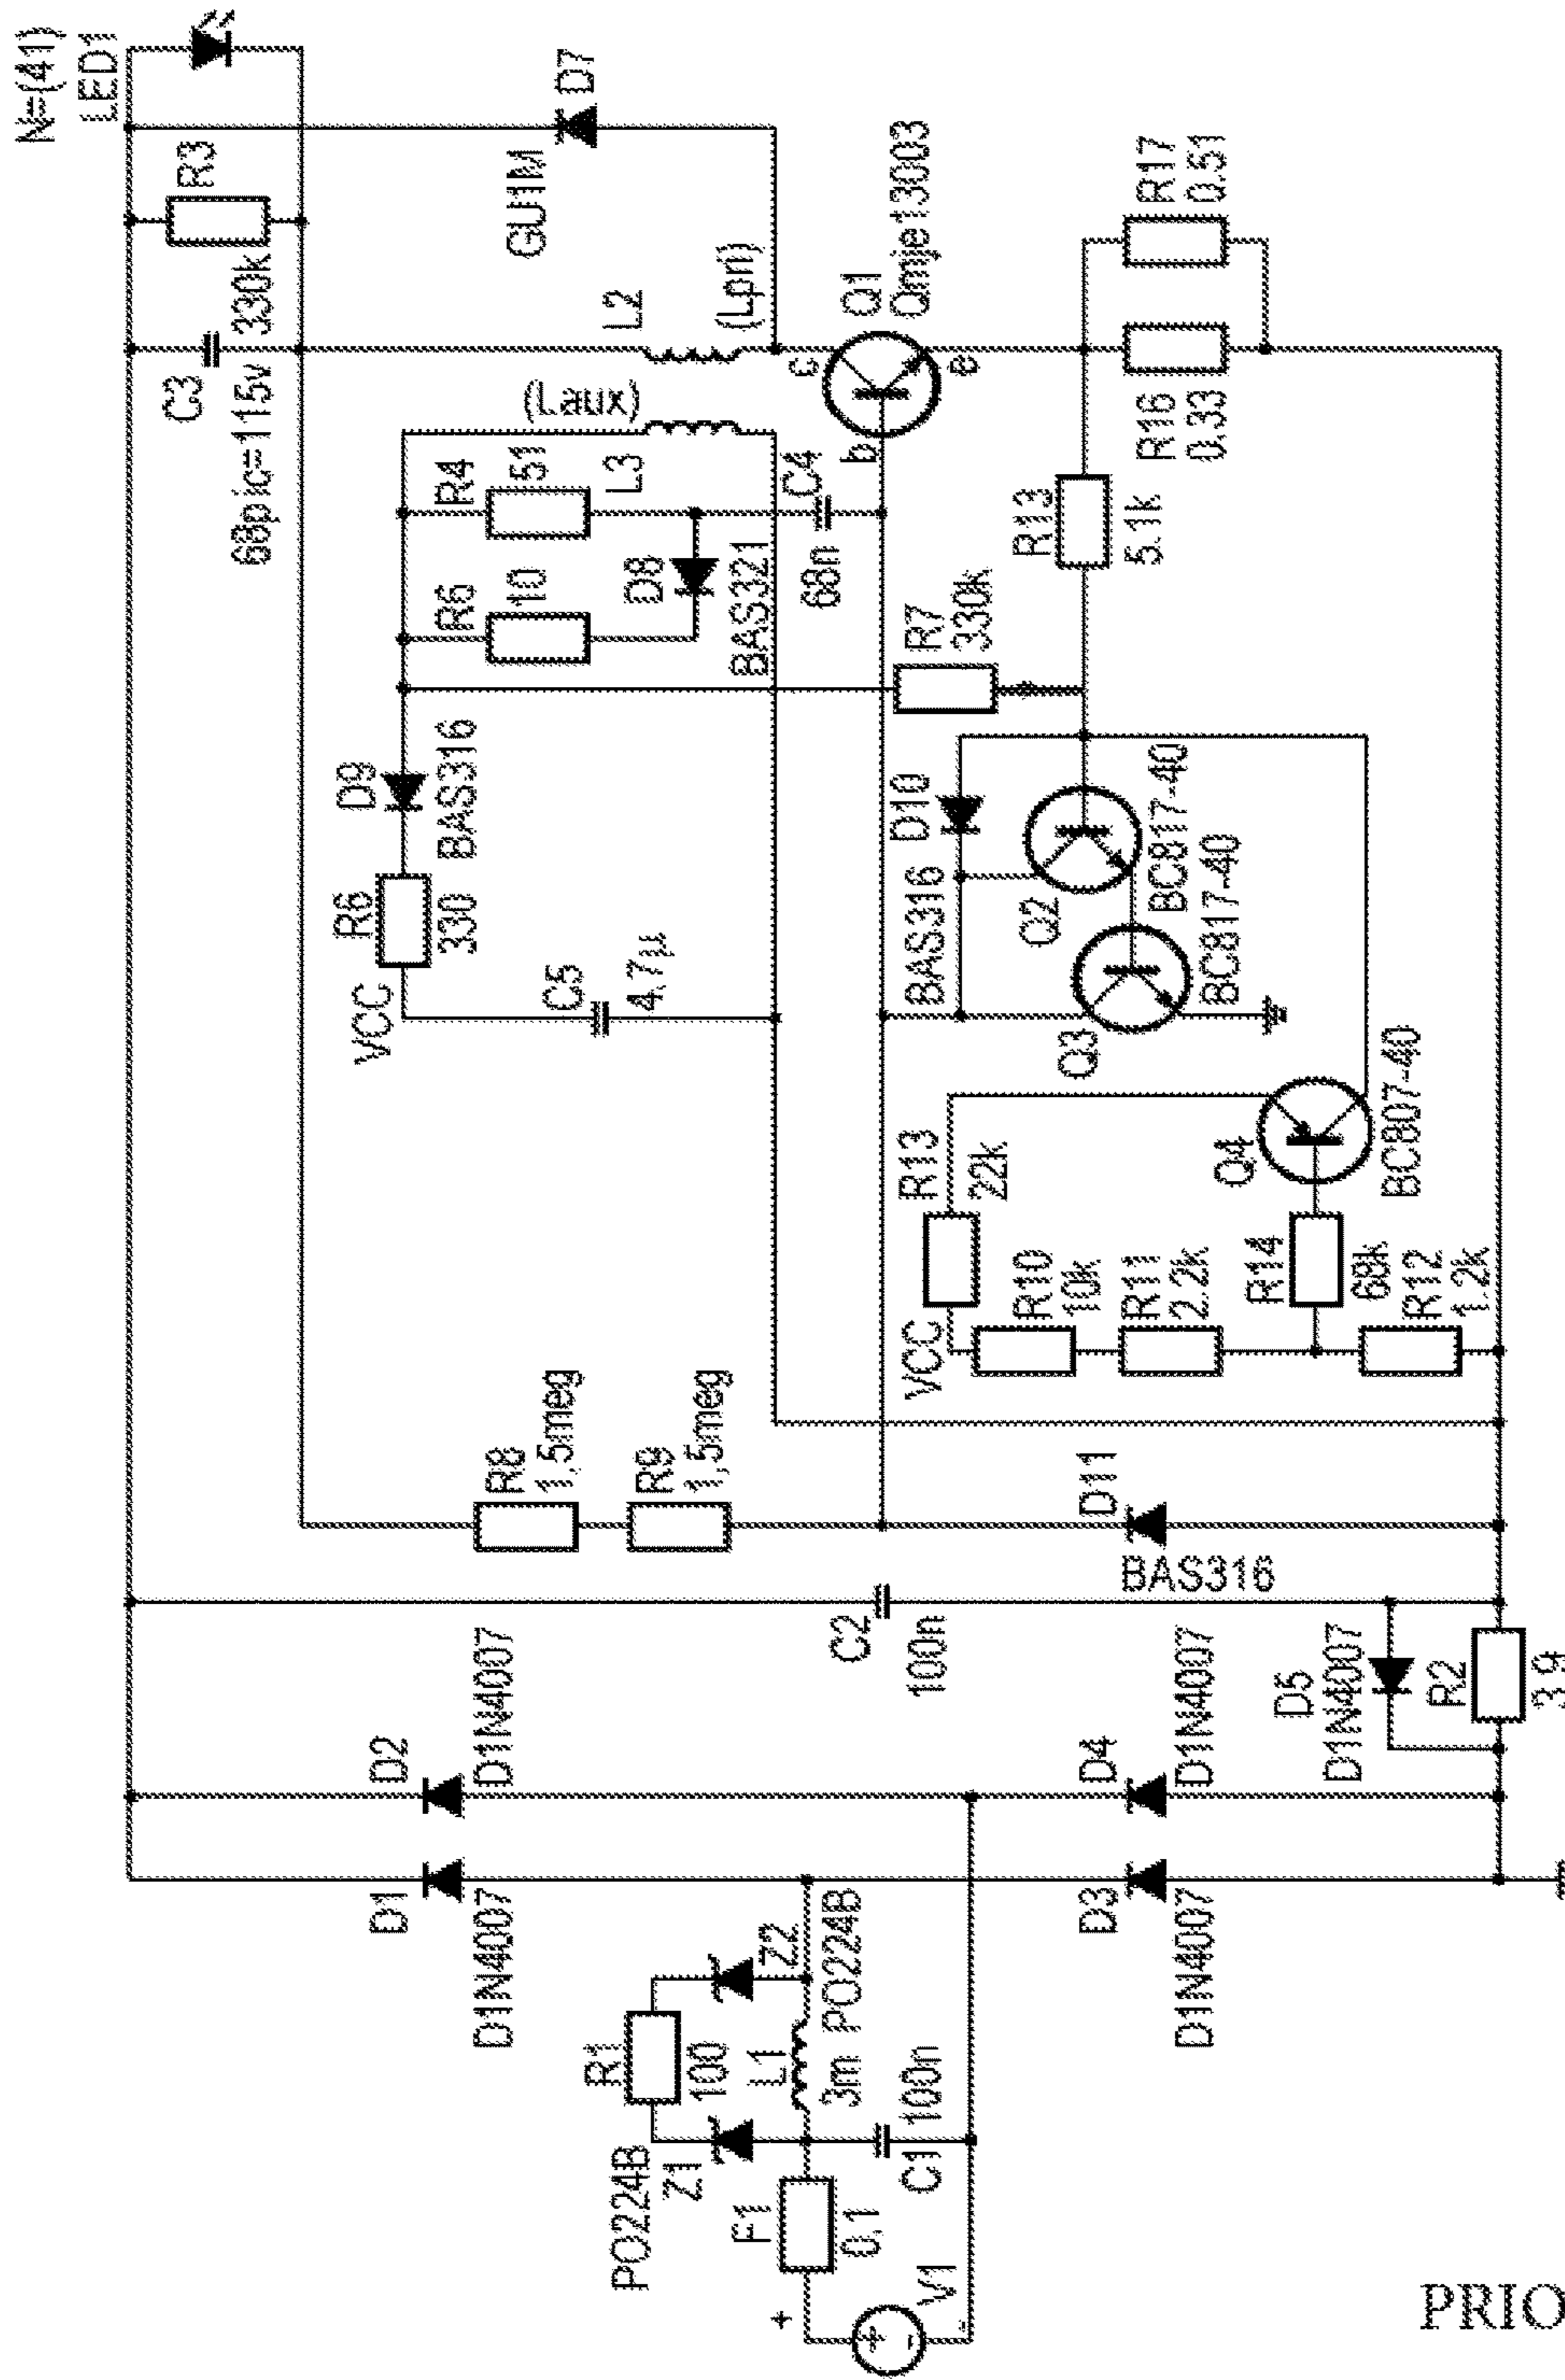 N=(41)
LED1
R3
330k
C3
68pic=115v
D7
GU1M
L2
(Lpri)
(Laux)
L3
R4
51
R6
10
D8
BAS321
C4
68n
Q1
Qmje13003
c
b
e
R17
0.51
R16
0.33
R13
5.1k
R7
330k
D9
BAS316
R6
330
VCC
C5
4.7µ
D10
BAS316
Q2
BC817-40
Q3
BC817-40
Q4
BC807-40
R13
22k
VCC
R10
10k
R11
2.2k
R14
68k
R12
1.2k
R8
1,5meg
R9
1,5meg
D11
BAS316
C2
100n
D5
D1N4007
R2
3.9
D2
D1N4007
D4
D1N4007
D1
D1N4007
D3
D1N4007
R1
100
Z2
PO224B
L1
3m
PO224B
Z1
C1
100n
F1
0.1
V1
+
-
+
-
PRIO